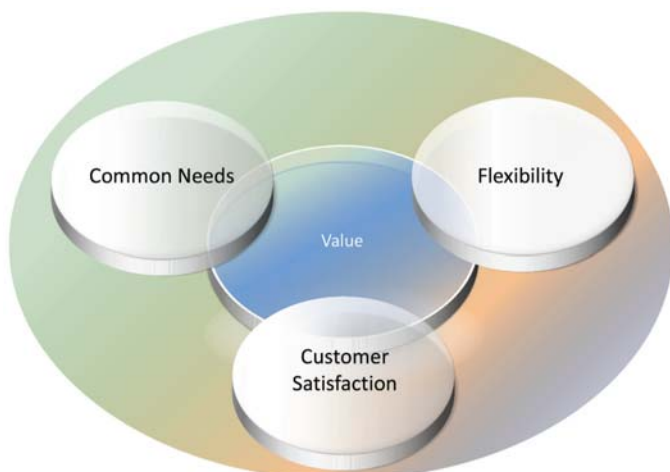 Common Needs
Flexibility
Value
Customer
Satisfaction